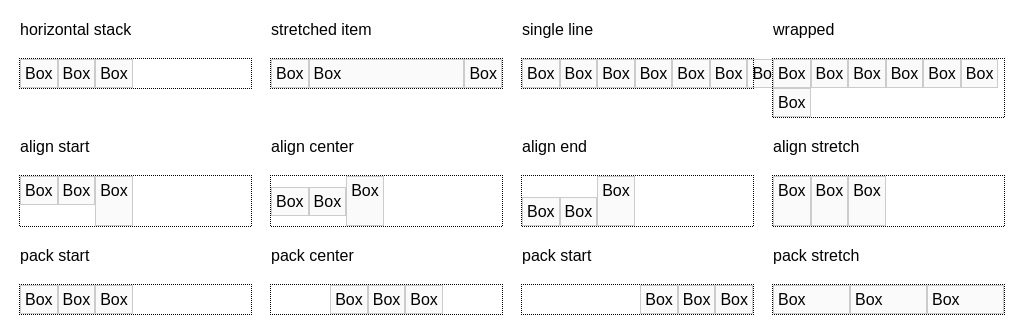 horizontal stack
Box Box Box
stretched item
Box Box Box
single line
Box Box Box Box Box Box Bo
wrapped
Box Box Box Box Box Box
Box
align start
Box Box Box
align center
Box Box Box
align end
Box Box Box
align stretch
Box Box Box
pack start
Box Box Box
pack center
Box Box Box
pack start
Box Box Box
pack stretch
Box Box Box